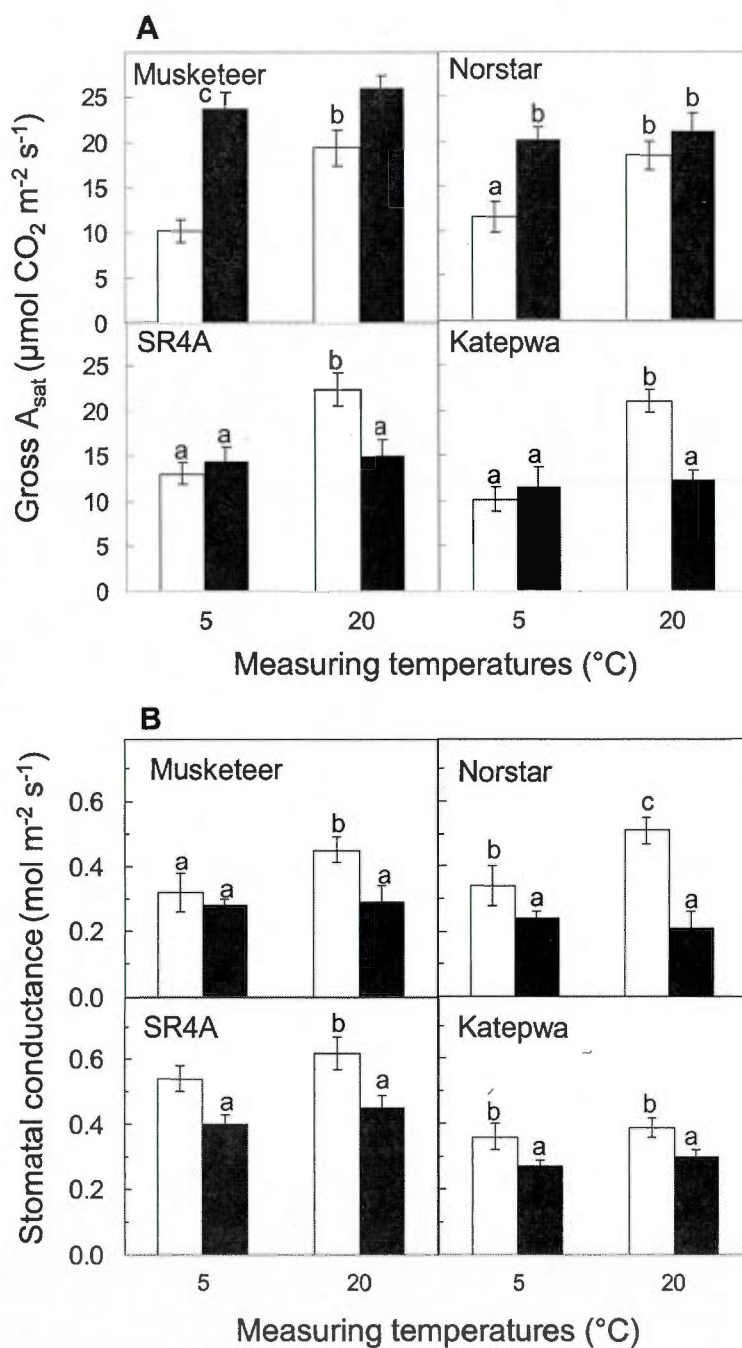 A
Musketeer Norstar
c b b b b
a
25
20
15
10
5
0
SR4A Katepwa
b b
a a a a a a
20
15
10
5
0
Gross Asat (µmol CO2 m-2 s-1)
5 20 5 20
Measuring temperatures (°C)
B
Musketeer Norstar
a a b a b a c a
0.6
0.4
0.2
0.0
SR4A Katepwa
a b a b a b a
0.6
0.4
0.2
0.0
Stomatal conductance (mol m-2 s-1)
5 20 5 20
Measuring temperatures (°C)